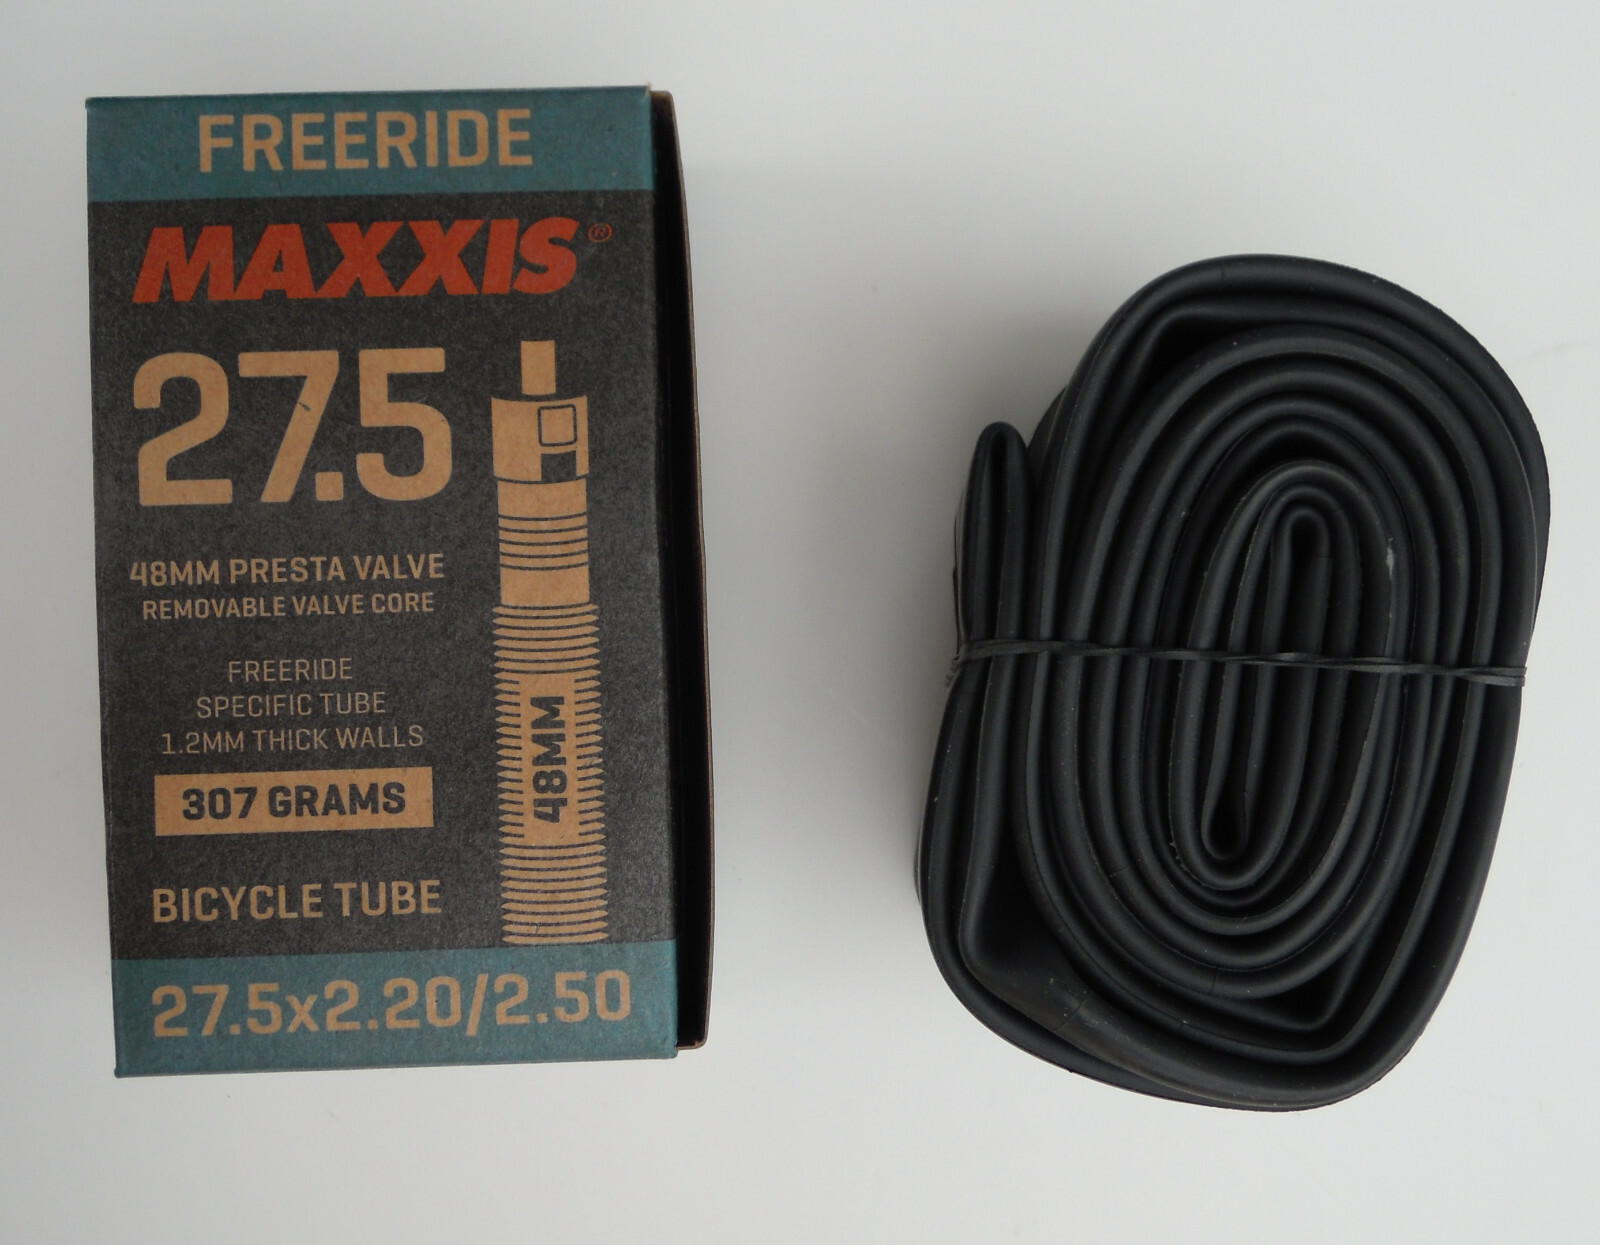 FREERIDE
MAXXIS®
27.5
48MM PRESTA VALVE
REMOVABLE VALVE CORE
FREERIDE
SPECIFIC TUBE
1.2MM THICK WALLS
307 GRAMS
48MM
BICYCLE TUBE
27.5x2.20/2.50